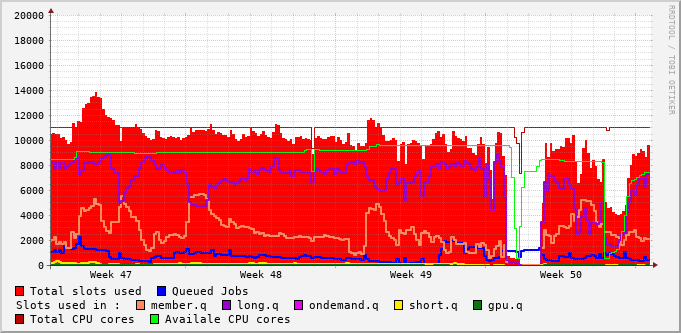 RRDTOOL / TOBI OETIKER
20000
18000
16000
14000
12000
10000
8000
6000
4000
2000
0
Week 47 Week 48 Week 49 Week 50
Total slots used Queued Jobs
Slots used in : member.q long.q ondemand.q short.q gpu.q
Total CPU cores Availale CPU cores